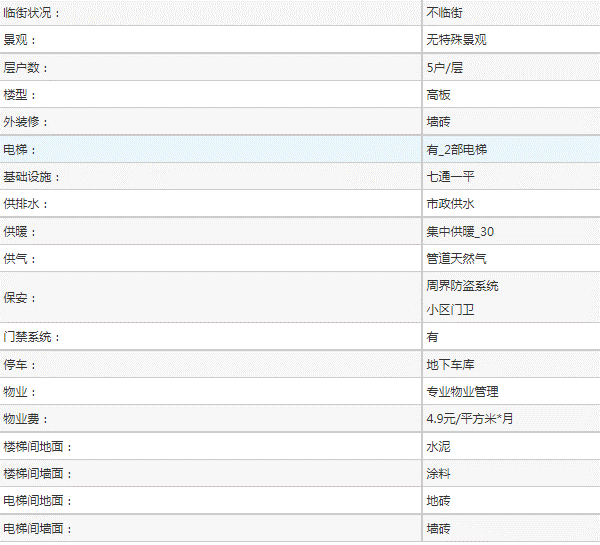 临街状况： 不临街
景观： 无特殊景观
层户数： 5户/层
楼型： 高板
外装修： 墙砖
电梯： 有_2部电梯
基础设施： 七通一平
供排水： 市政供水
供暖： 集中供暖_30
供气： 管道天然气
保安： 周界防盗系统
小区门卫
门禁系统： 有
停车： 地下车库
物业： 专业物业管理
物业费： 4.9元/平方米*月
楼梯间地面： 水泥
楼梯间墙面： 涂料
电梯间地面： 地砖
电梯间墙面： 墙砖